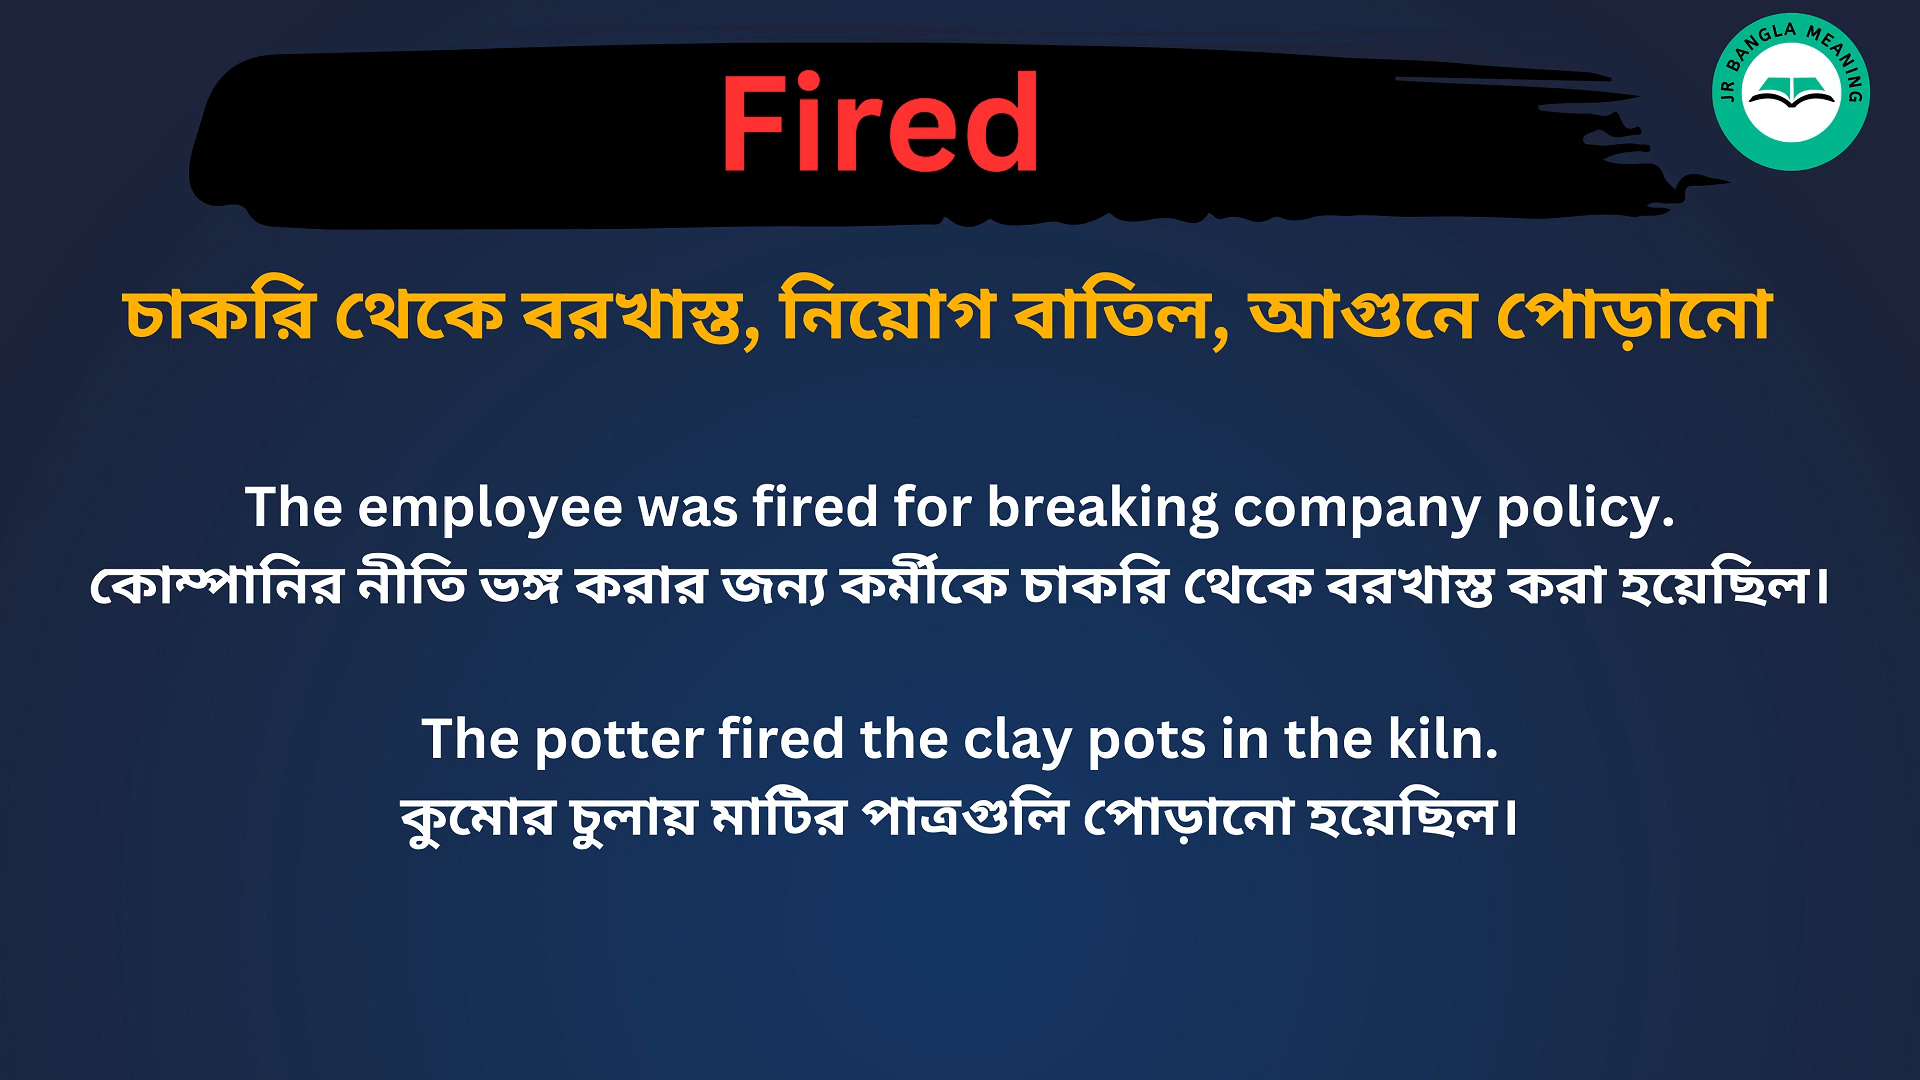 JR BANGLA MEANING
Fired
চাকরি থেকে বরখাস্ত, নিয়োগ বাতিল, আগুনে পোড়ানো
The employee was fired for breaking company policy.
কোম্পানির নীতি ভঙ্গ করার জন্য কর্মীকে চাকরি থেকে বরখাস্ত করা হয়েছিল।
The potter fired the clay pots in the kiln.
কুমোর চুলায় মাটির পাত্রগুলি পোড়ানো হয়েছিল।